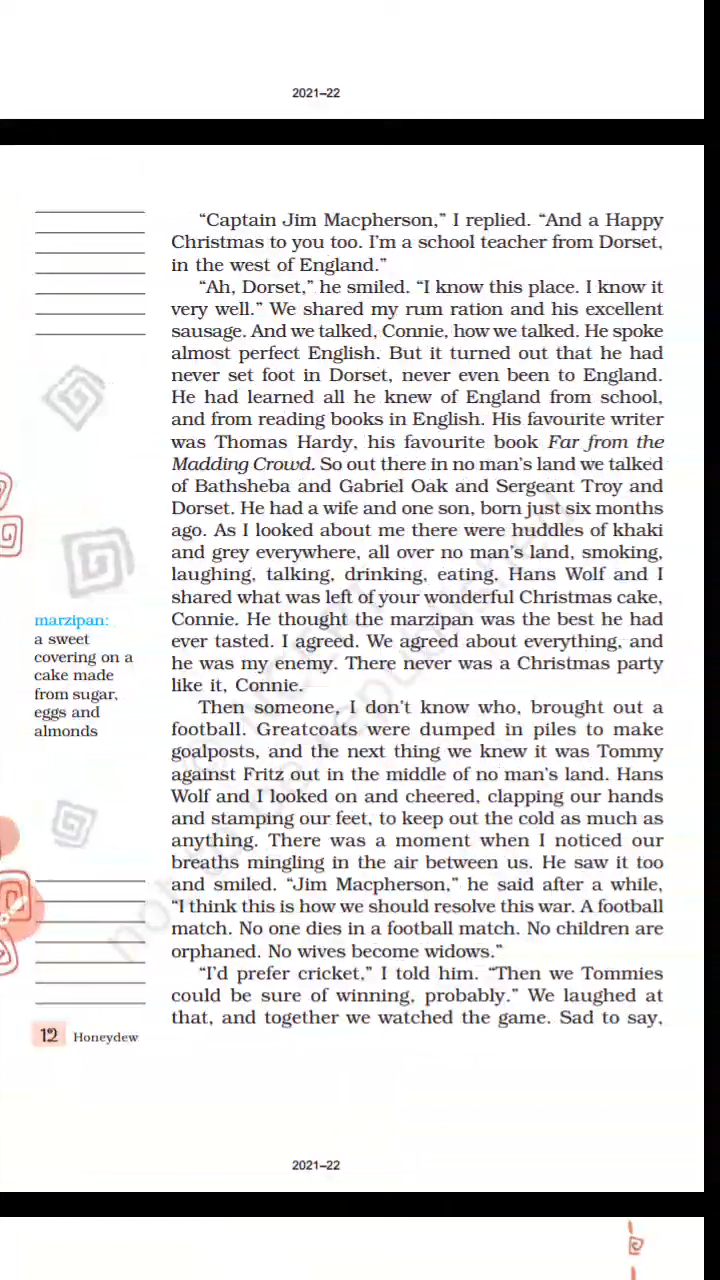 2021–22
“Captain Jim Macpherson,” I replied. “And a Happy
Christmas to you too. I’m a school teacher from Dorset,
in the west of England.”
“Ah, Dorset,” he smiled. “I know this place. I know it
very well.” We shared my rum ration and his excellent
sausage. And we talked, Connie, how we talked. He spoke
almost perfect English. But it turned out that he had
never set foot in Dorset, never even been to England.
He had learned all he knew of England from school,
and from reading books in English. His favourite writer
was Thomas Hardy, his favourite book Far from the
Madding Crowd. So out there in no man’s land we talked
of Bathsheba and Gabriel Oak and Sergeant Troy and
Dorset. He had a wife and one son, born just six months
ago. As I looked about me there were huddles of khaki
and grey everywhere, all over no man’s land, smoking,
laughing, talking, drinking, eating. Hans Wolf and I
shared what was left of your wonderful Christmas cake,
Connie. He thought the marzipan was the best he had
ever tasted. I agreed. We agreed about everything, and
he was my enemy. There never was a Christmas party
like it, Connie.
marzipan:
a sweet
covering on a
cake made
from sugar,
eggs and
almonds
Then someone, I don’t know who, brought out a
football. Greatcoats were dumped in piles to make
goalposts, and the next thing we knew it was Tommy
against Fritz out in the middle of no man’s land. Hans
Wolf and I looked on and cheered, clapping our hands
and stamping our feet, to keep out the cold as much as
anything. There was a moment when I noticed our
breaths mingling in the air between us. He saw it too
and smiled. “Jim Macpherson,” he said after a while,
“I think this is how we should resolve this war. A football
match. No one dies in a football match. No children are
orphaned. No wives become widows.”
“I’d prefer cricket,” I told him. “Then we Tommies
could be sure of winning, probably.” We laughed at
that, and together we watched the game. Sad to say,
12 Honeydew
2021–22
© NCERT
not to be republished